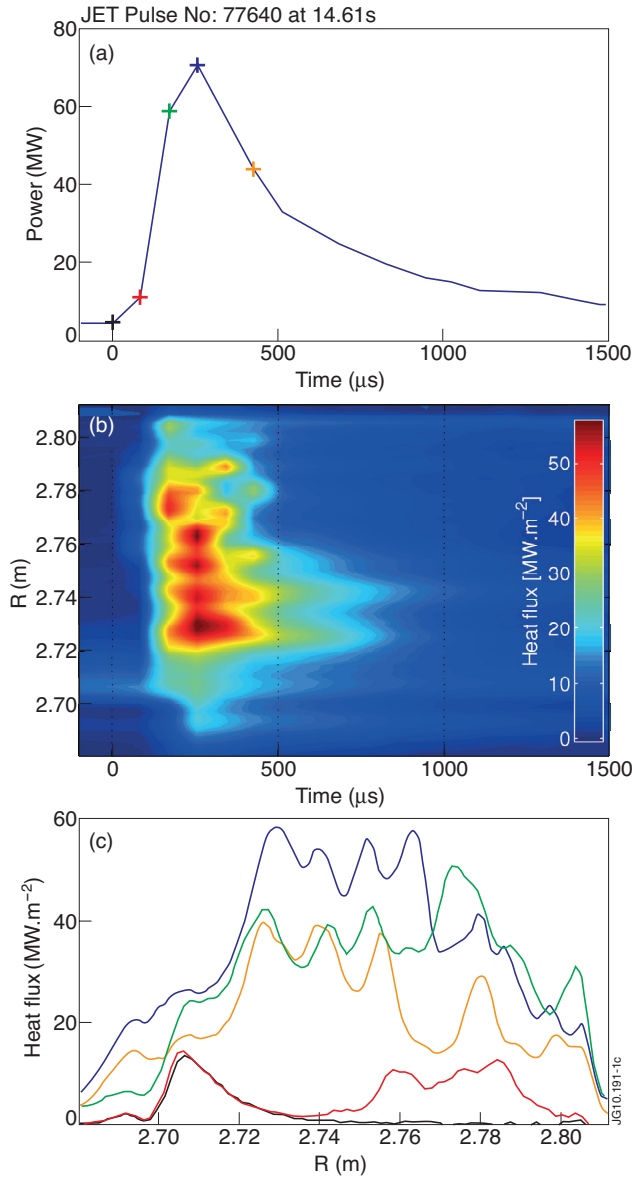 JET Pulse No: 77640 at 14.61s
(a)
80
60
40
20
0
Power (MW)
0 500 1000 1500
Time (μs)
(b)
2.80
2.78
2.76
2.74
2.72
2.70
R (m)
50
40
30
20
10
0
Heat flux [MW.m⁻²]
0 500 1000 1500
Time (μs)
(c)
60
40
20
0
Heat flux (MW.m⁻²)
2.70 2.72 2.74 2.76 2.78 2.80
R (m)
JG10.191-1c